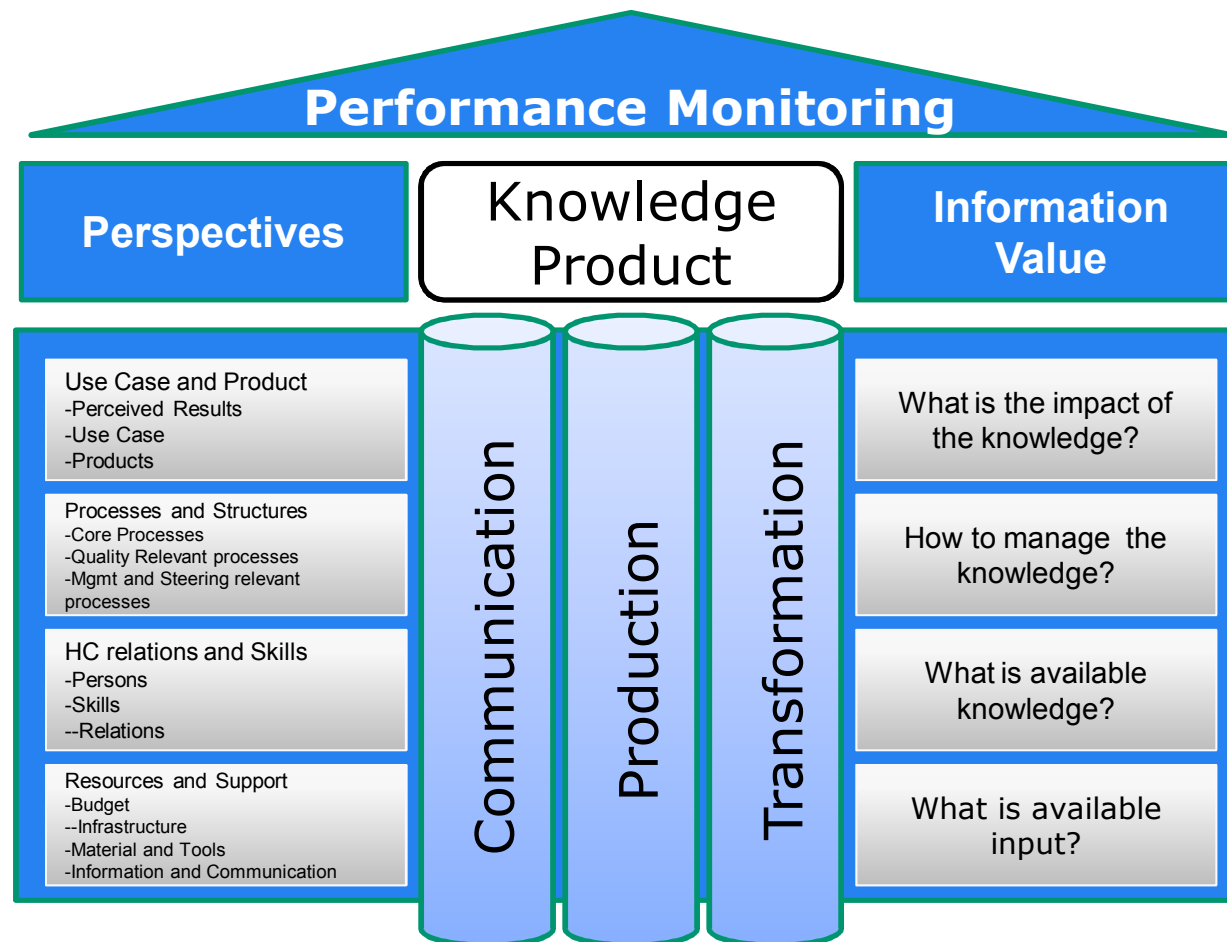 Performance Monitoring
Perspectives
Knowledge
Product
Information
Value
Use Case and Product
-Perceived Results
-Use Case
-Products
Processes and Structures
-Core Processes
-Quality Relevant processes
-Mgmt and Steering relevant
processes
HC relations and Skills
-Persons
-Skills
--Relations
Resources and Support
-Budget
--Infrastructure
-Material and Tools
-Information and Communication
Communication
Production
Transformation
What is the impact of
the knowledge?
How to manage the
knowledge?
What is available
knowledge?
What is available
input?